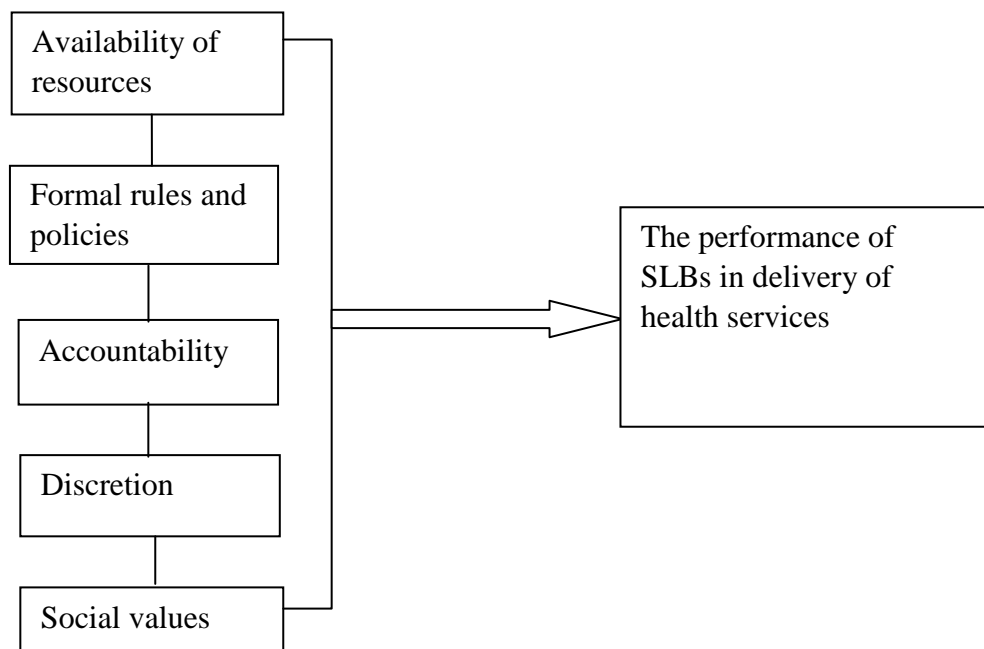 Availability of
resources
Formal rules and
policies
Accountability
Discretion
Social values
The performance of
SLBs in delivery of
health services